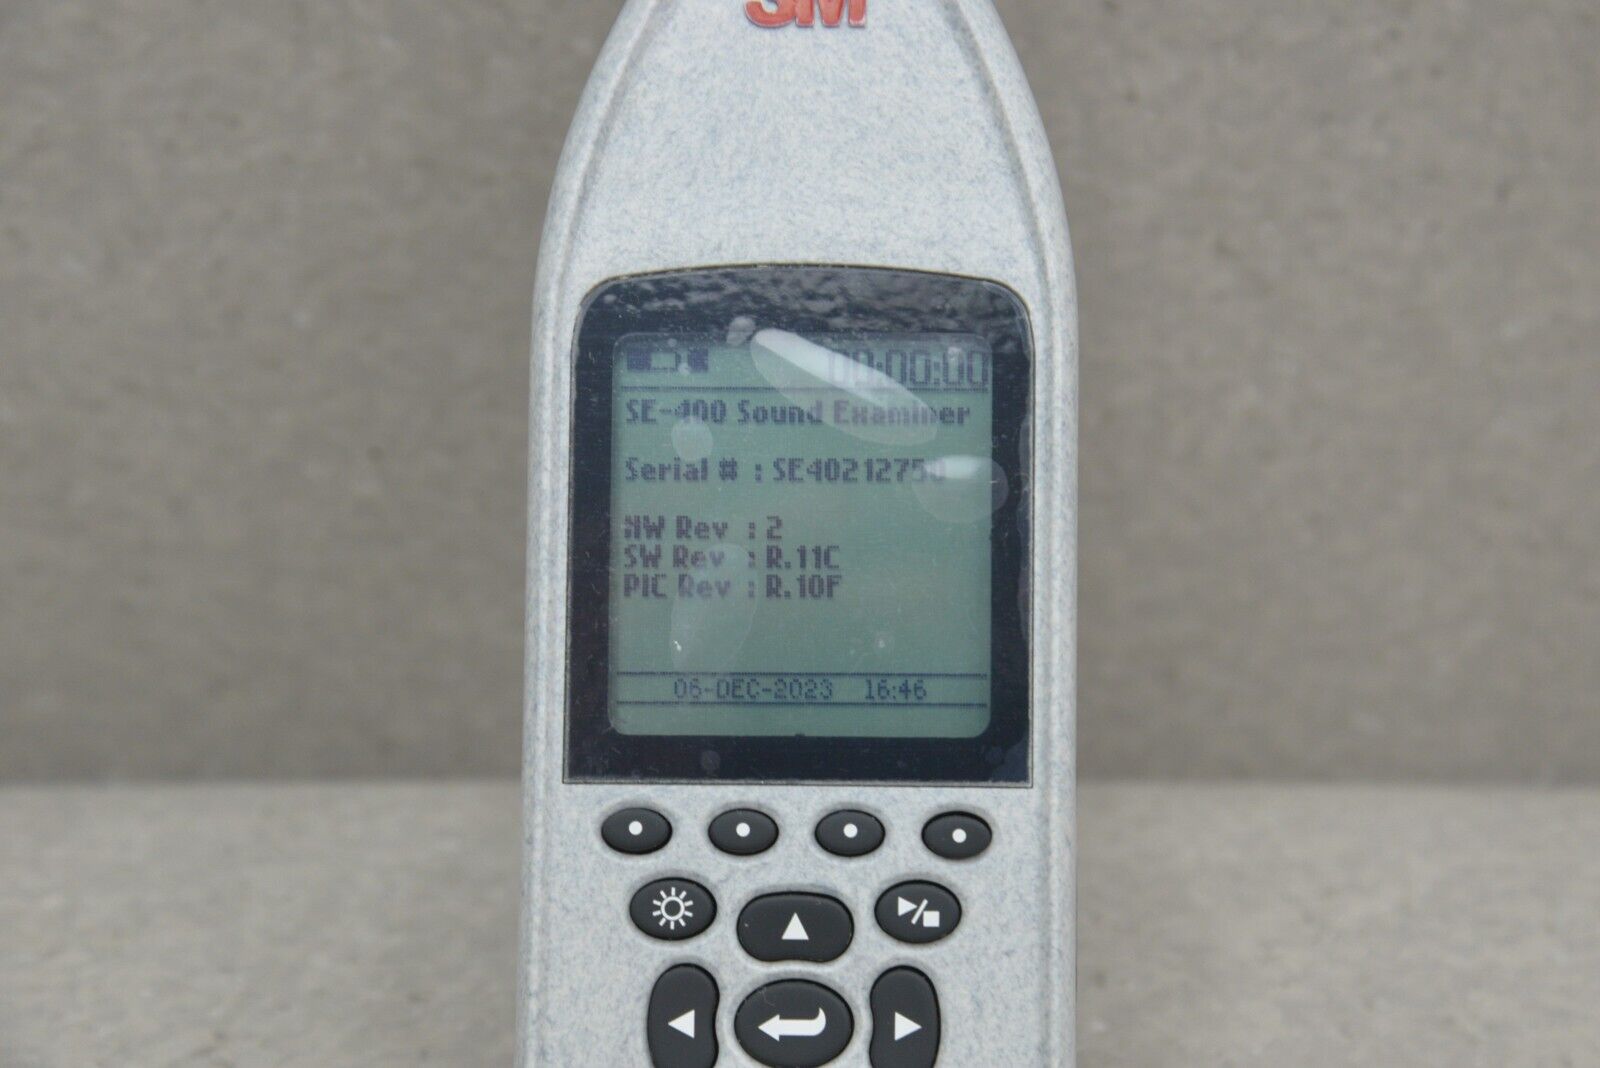 3M
00:00:00
SE-400 Sound Examiner
Serial # : SE40212750
HW Rev : 2
SW Rev : R.11C
PIC Rev : R.10F
06-DEC-2023 16:46